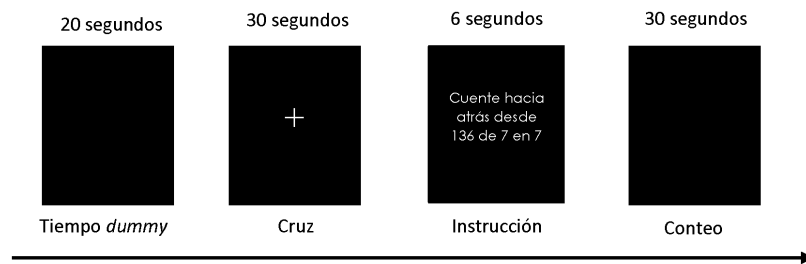 20 segundos
30 segundos
6 segundos
30 segundos
Cuente hacia
atrás desde
136 de 7 en 7
Tiempo dummy
Cruz
Instrucción
Conteo